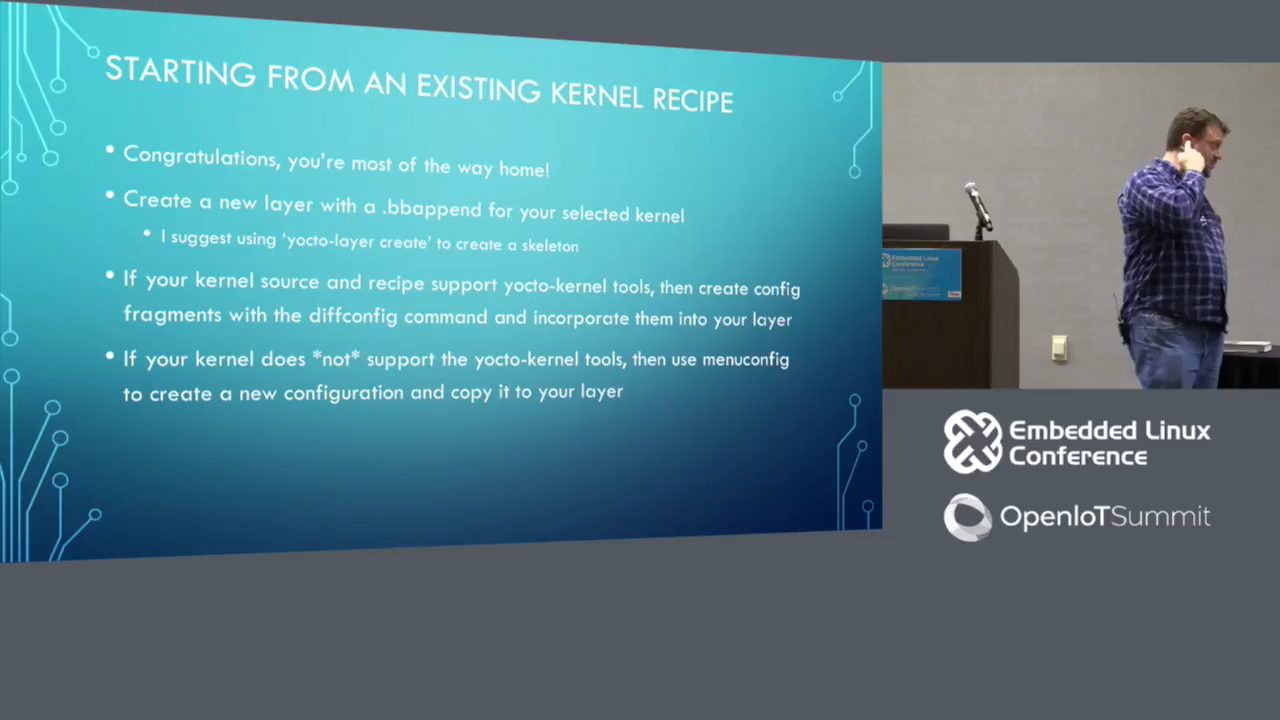 STARTING FROM AN EXISTING KERNEL RECIPE
• Congratulations, you're most of the way home!
• Create a new layer with a .bbappend for your selected kernel
• I suggest using 'yocto-layer create' to create a skeleton
• If your kernel source and recipe support yocto-kernel tools, then create config
fragments with the diffconfig command and incorporate them into your layer
• If your kernel does *not* support the yocto-kernel tools, then use menuconfig
to create a new configuration and copy it to your layer
Embedded Linux
Conference
Embedded Linux
Conference
OpenIoTSummit